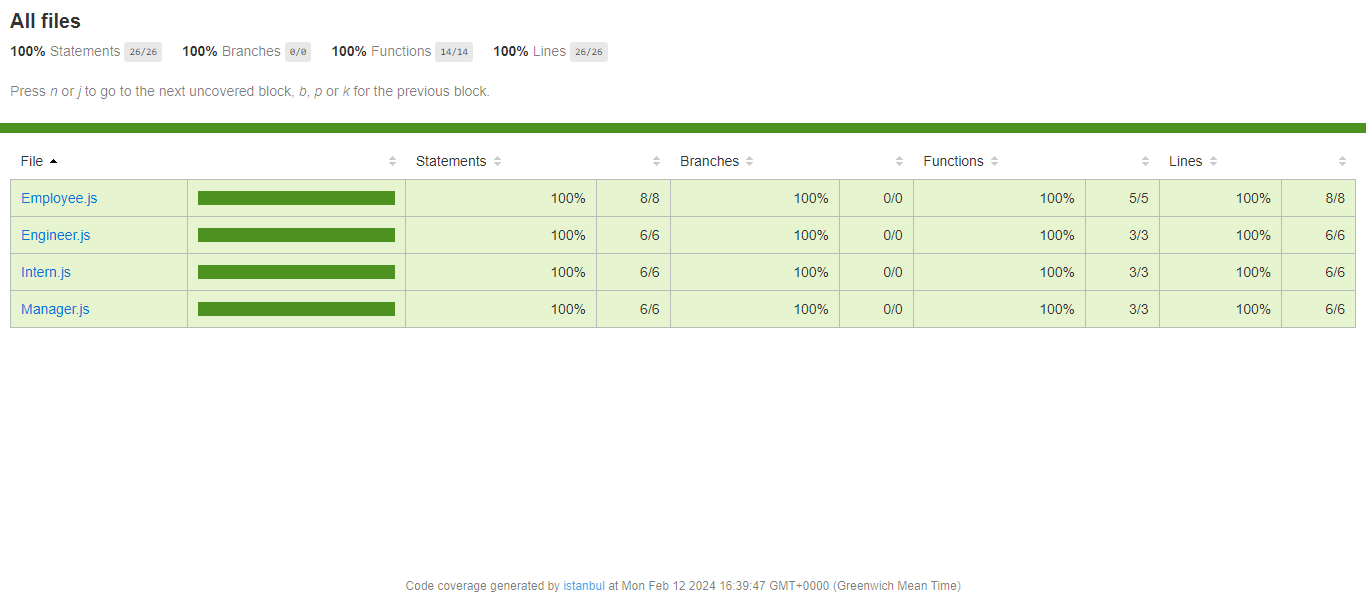 All files
100% Statements 26/26 100% Branches 0/0 100% Functions 14/14 100% Lines 26/26
Press n or j to go to the next uncovered block, b, p or k for the previous block.
File Statements Branches Functions Lines
Employee.js 100% 8/8 100% 0/0 100% 5/5 100% 8/8
Engineer.js 100% 6/6 100% 0/0 100% 3/3 100% 6/6
Intern.js 100% 6/6 100% 0/0 100% 3/3 100% 6/6
Manager.js 100% 6/6 100% 0/0 100% 3/3 100% 6/6
Code coverage generated by istanbul at Mon Feb 12 2024 16:39:47 GMT+0000 (Greenwich Mean Time)